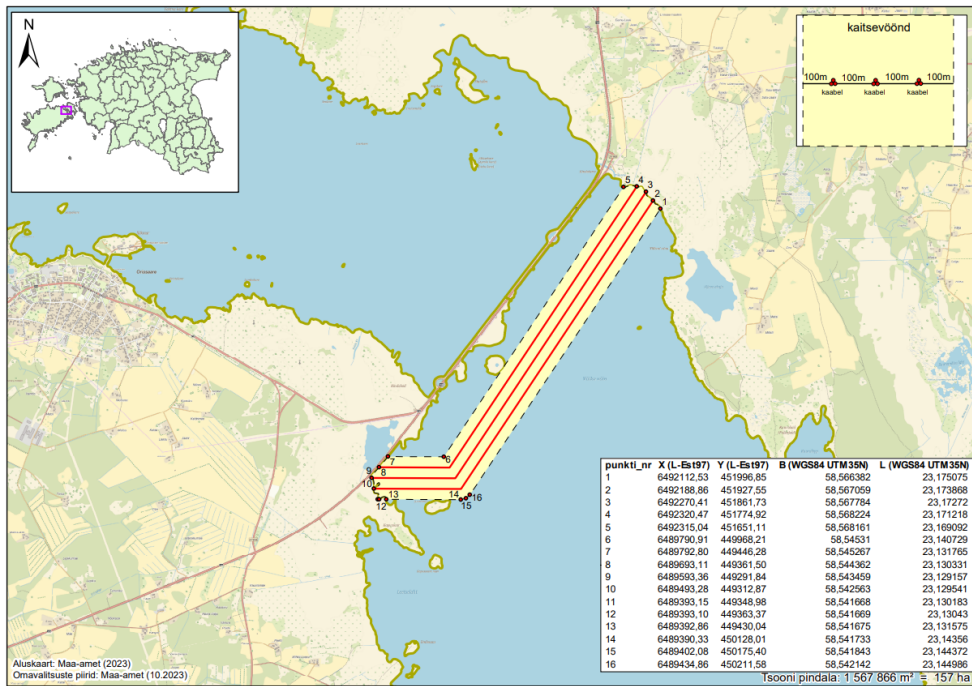 N
kaitsevöönd
100m 100m 100m 100m
kaabel kaabel kaabel
5 4 3 2 1
Orissaare
7 6
9 8
10
12 13 14 15 16
punkti_nr X (L-Est97) Y (L-Est97) B (WGS84 UTM35N) L (WGS84 UTM35N)
1 6492112,53 451996,85 58,566382 23,175075
2 6492188,86 451927,55 58,567059 23,173868
3 6492270,41 451861,73 58,567784 23,17272
4 6492320,47 451774,92 58,568224 23,171218
5 6492315,04 451651,11 58,568161 23,169092
6 6489790,91 449968,21 58,54531 23,140729
7 6489792,80 449446,28 58,545267 23,131765
8 6489693,11 449361,50 58,544362 23,130331
9 6489593,36 449291,84 58,543459 23,129157
10 6489493,28 449312,87 58,542563 23,129541
11 6489393,15 449348,98 58,541668 23,130183
12 6489393,10 449363,37 58,541669 23,13043
13 6489392,86 449430,04 58,541675 23,131575
14 6489390,33 450128,01 58,541733 23,14356
15 6489402,08 450175,40 58,541843 23,144372
16 6489434,86 450211,58 58,542142 23,144986
Aluskaart: Maa-amet (2023)
Omavalitsuste piirid: Maa-amet (10.2023)
Tsooni pindala: 1 567 866 m² = 157 ha